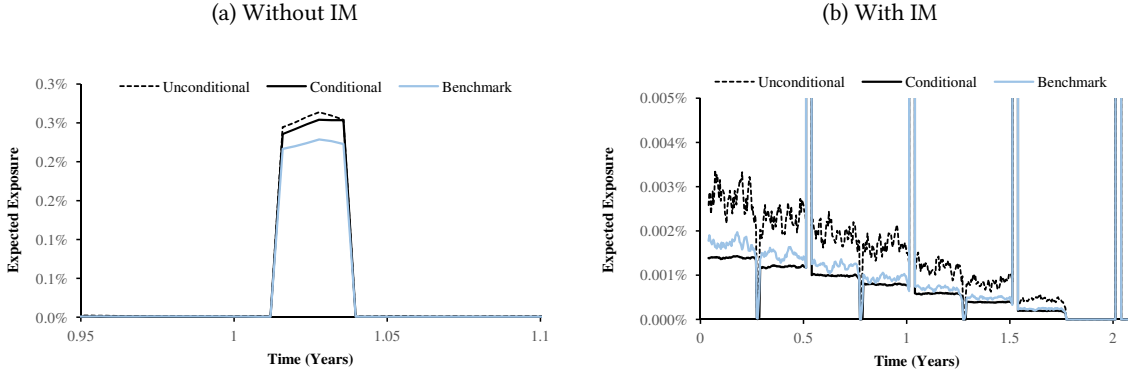 (a) Without IM
(b) With IM
Unconditional Conditional Benchmark
0.3%
0.3%
0.2%
0.2%
0.1%
0.1%
0.0%
Expected Exposure
0.95 1 1.05 1.1
Time (Years)
Unconditional Conditional Benchmark
0.005%
0.004%
0.003%
0.002%
0.001%
0.000%
Expected Exposure
0 0.5 1 1.5 2
Time (Years)